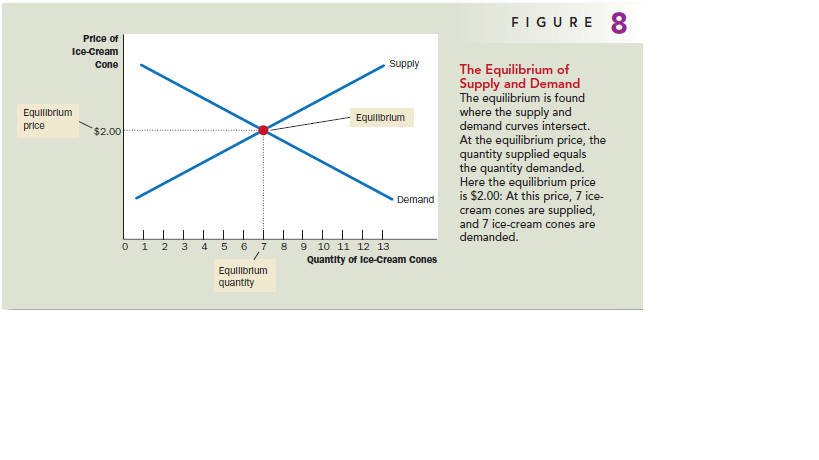 FIGURE 8
Price of
Ice-Cream
Cone
Supply
Equilibrium
price
$2.00
Equilibrium
Demand
0 1 2 3 4 5 6 7 8 9 10 11 12 13
Quantity of Ice-Cream Cones
Equilibrium
quantity
The Equilibrium of
Supply and Demand
The equilibrium is found
where the supply and
demand curves intersect.
At the equilibrium price, the
quantity supplied equals
the quantity demanded.
Here the equilibrium price
is $2.00: At this price, 7 ice-
cream cones are supplied,
and 7 ice-cream cones are
demanded.